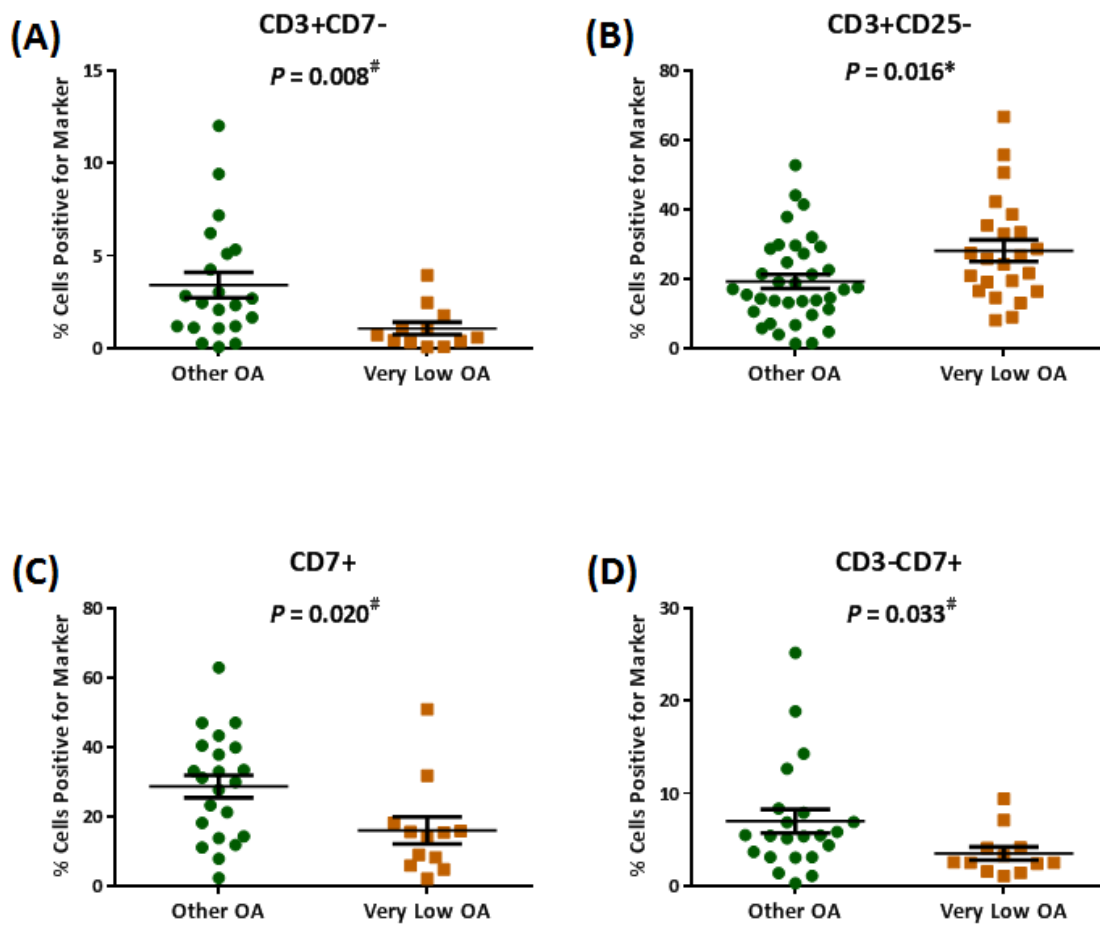 (A)
CD3+CD7-
P = 0.008#
% Cells Positive for Marker
15
10
5
0
Other OA
Very Low OA
(B)
CD3+CD25-
P = 0.016*
% Cells Positive for Marker
80
60
40
20
0
Other OA
Very Low OA
(C)
CD7+
P = 0.020#
% Cells Positive for Marker
80
60
40
20
0
Other OA
Very Low OA
(D)
CD3-CD7+
P = 0.033#
% Cells Positive for Marker
30
20
10
0
Other OA
Very Low OA